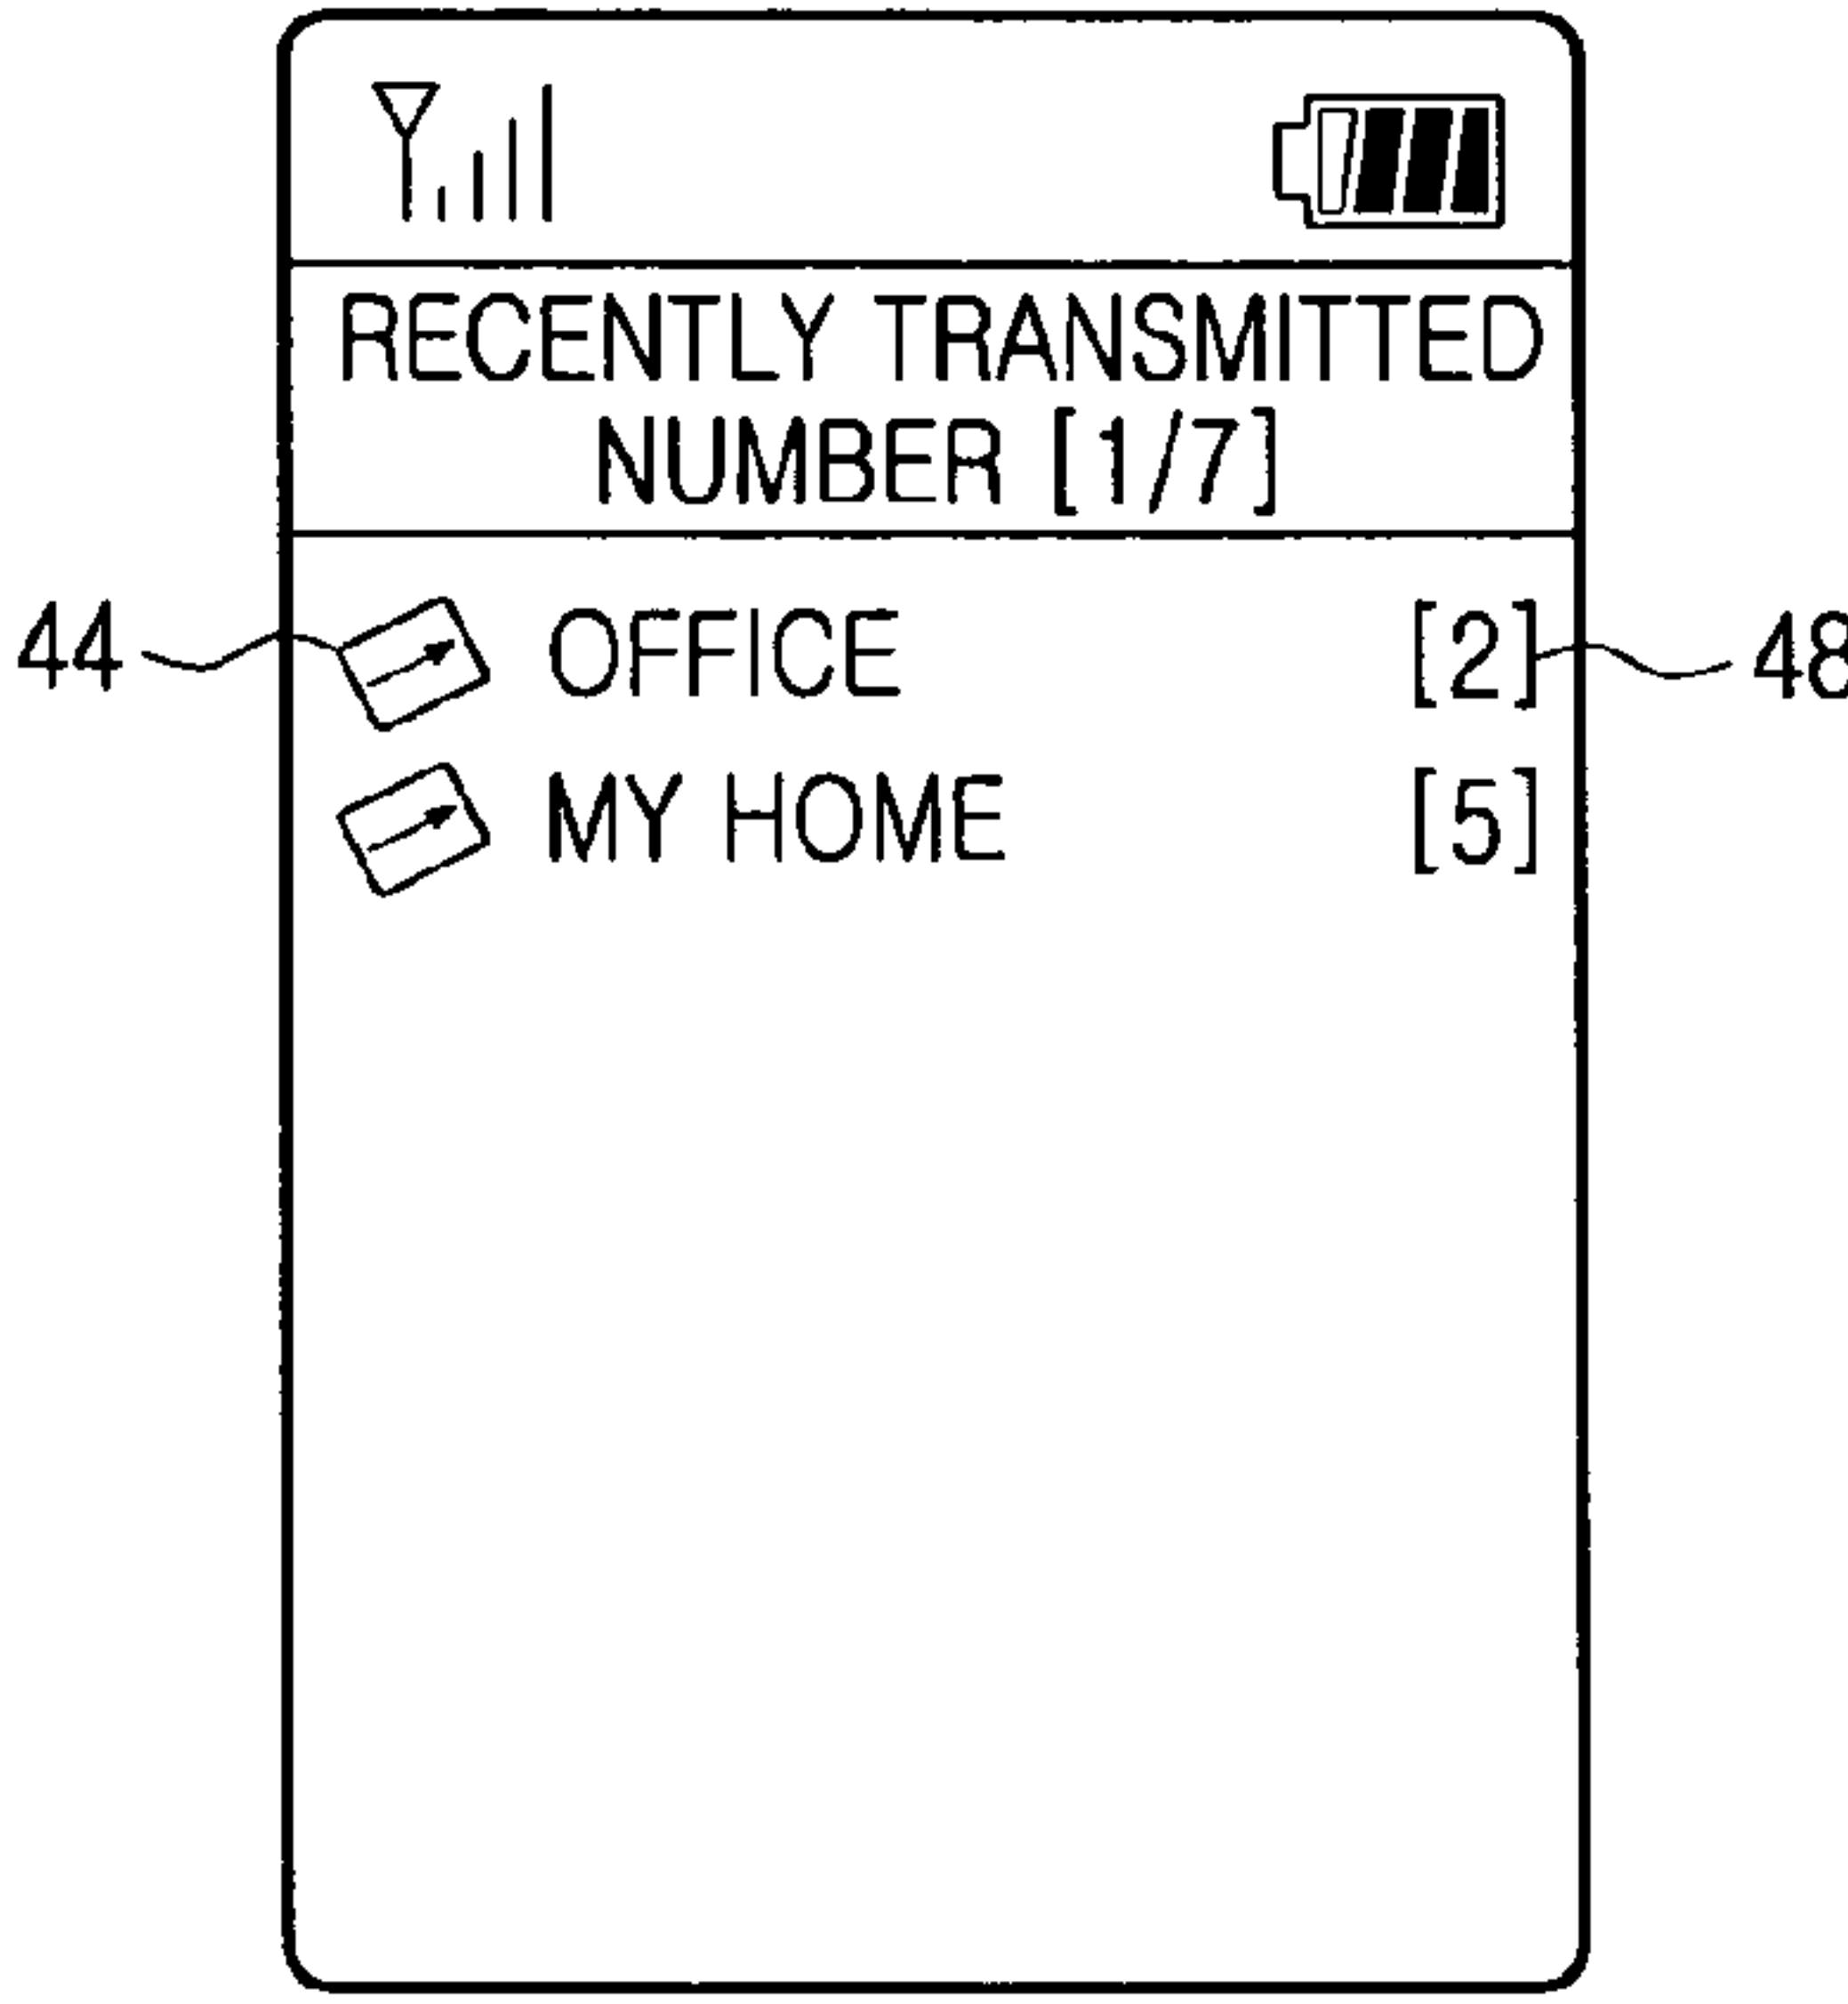 RECENTLY TRANSMITTED
NUMBER [1/7]
44 OFFICE [2] 48
MY HOME [5]